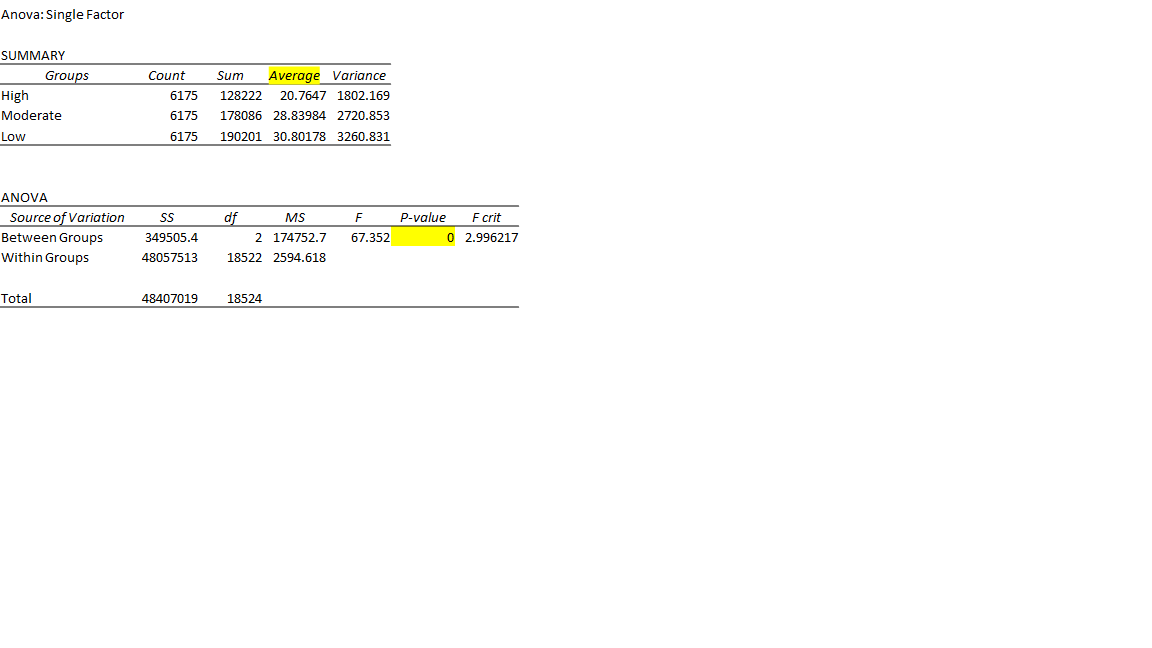 Anova: Single Factor
SUMMARY
Groups Count Sum Average Variance
High 6175 128222 20.7647 1802.169
Moderate 6175 178086 28.83984 2720.853
Low 6175 190201 30.80178 3260.831
ANOVA
Source of Variation SS df MS F P-value F crit
Between Groups 349505.4 2 174752.7 67.352 0 2.996217
Within Groups 48057513 18522 2594.618
Total 48407019 18524